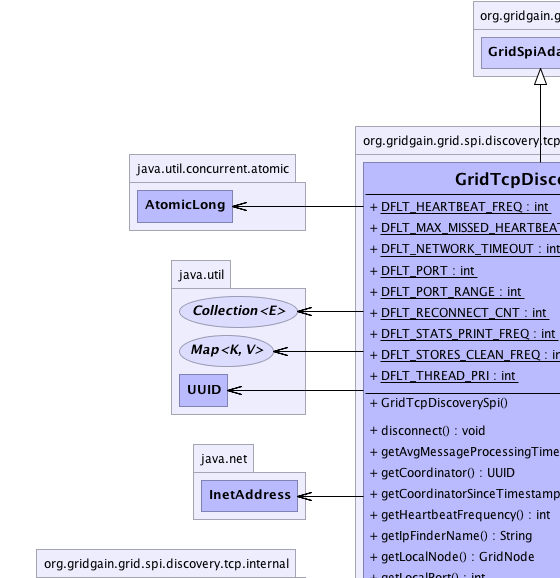 org.gridgain.g
GridSpiAda
org.gridgain.grid.spi.discovery.tcp
java.util.concurrent.atomic
AtomicLong
GridTcpDisco
+ DFLT_HEARTBEAT_FREQ : int
+ DFLT_MAX_MISSED_HEARTBEAT
+ DFLT_NETWORK_TIMEOUT : int
+ DFLT_PORT : int
+ DFLT_PORT_RANGE : int
+ DFLT_RECONNECT_CNT : int
+ DFLT_STATS_PRINT_FREQ : int
+ DFLT_STORES_CLEAN_FREQ : in
+ DFLT_THREAD_PRI : int
java.util
Collection<E>
Map<K, V>
UUID
+ GridTcpDiscoverySpi()
+ disconnect() : void
+ getAvgMessageProcessingTime
+ getCoordinator() : UUID
+ getCoordinatorSinceTimestamp
+ getHeartbeatFrequency() : int
+ getIpFinderName() : String
+ getLocalNode() : GridNode
+ getLocalPort() : int
java.net
InetAddress
org.gridgain.grid.spi.discovery.tcp.internal